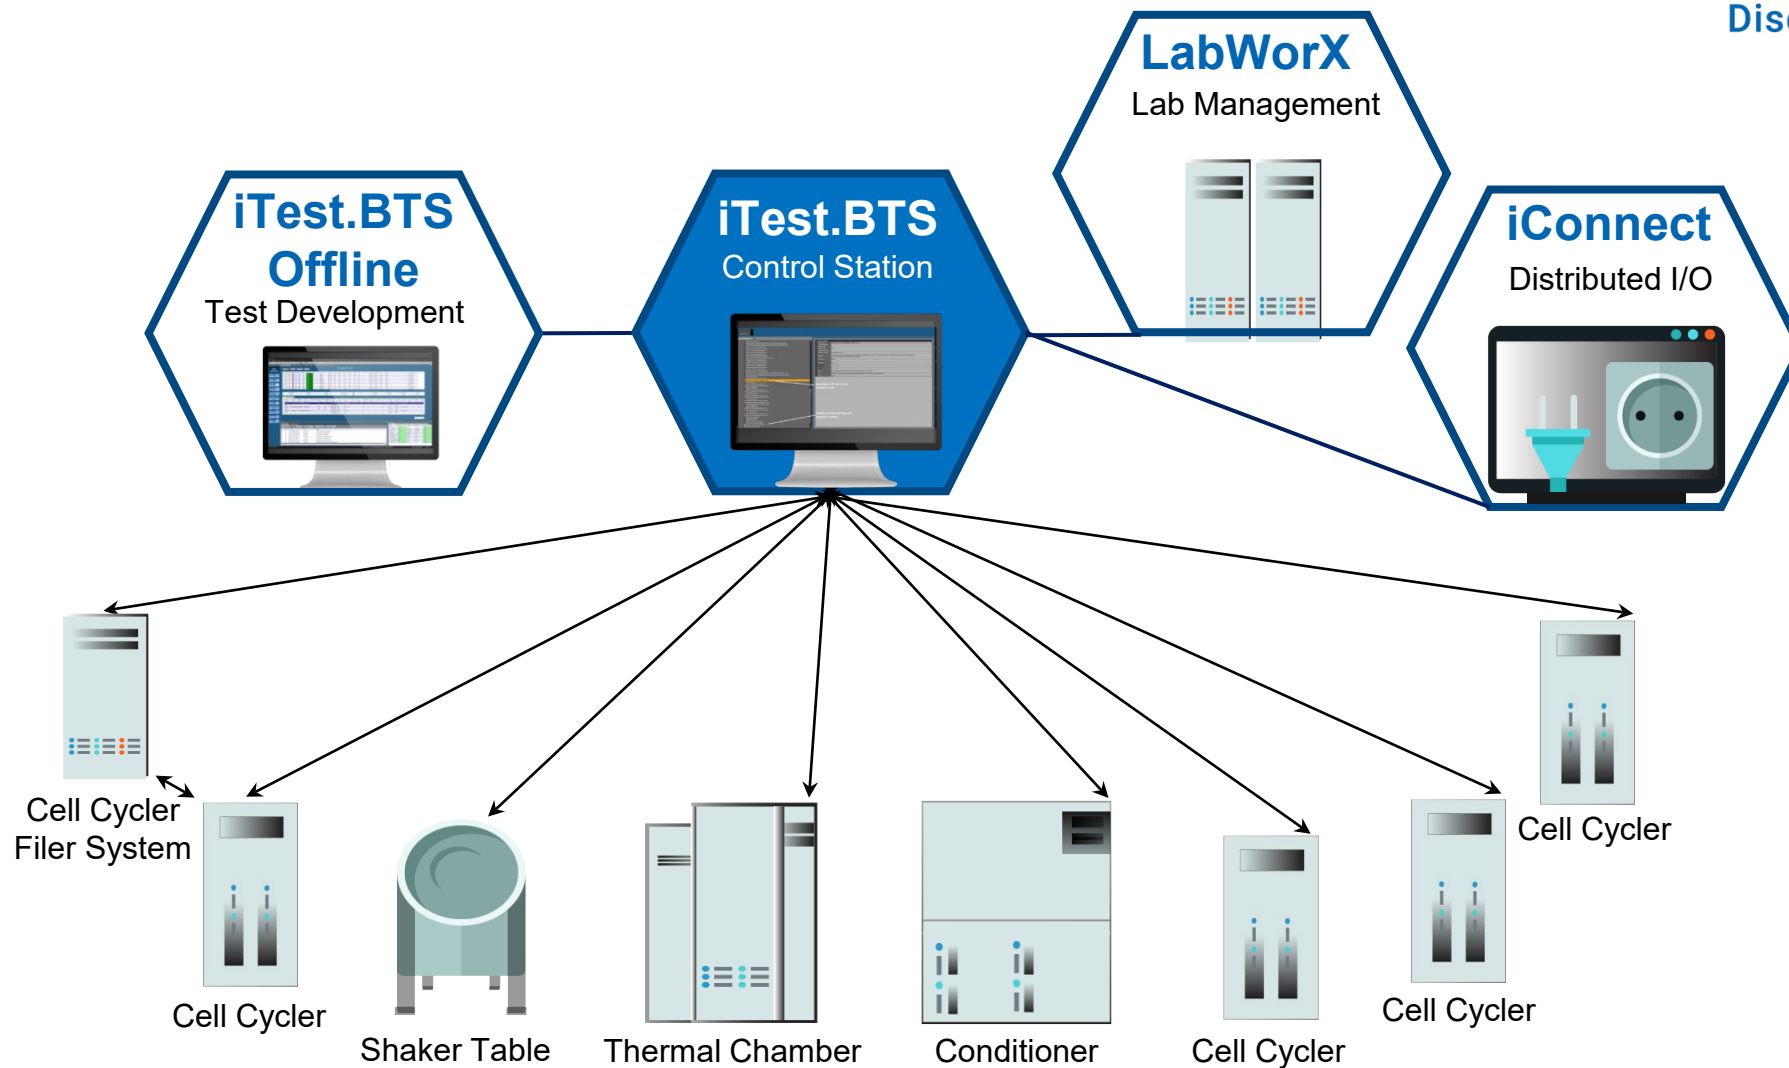 LabWorX
Lab Management
iTest.BTS
Offline
Test Development
iTest.BTS
Control Station
iConnect
Distributed I/O
Cell Cycler
Filer System
Cell Cycler
Shaker Table
Thermal Chamber
Conditioner
Cell Cycler
Cell Cycler
Cell Cycler